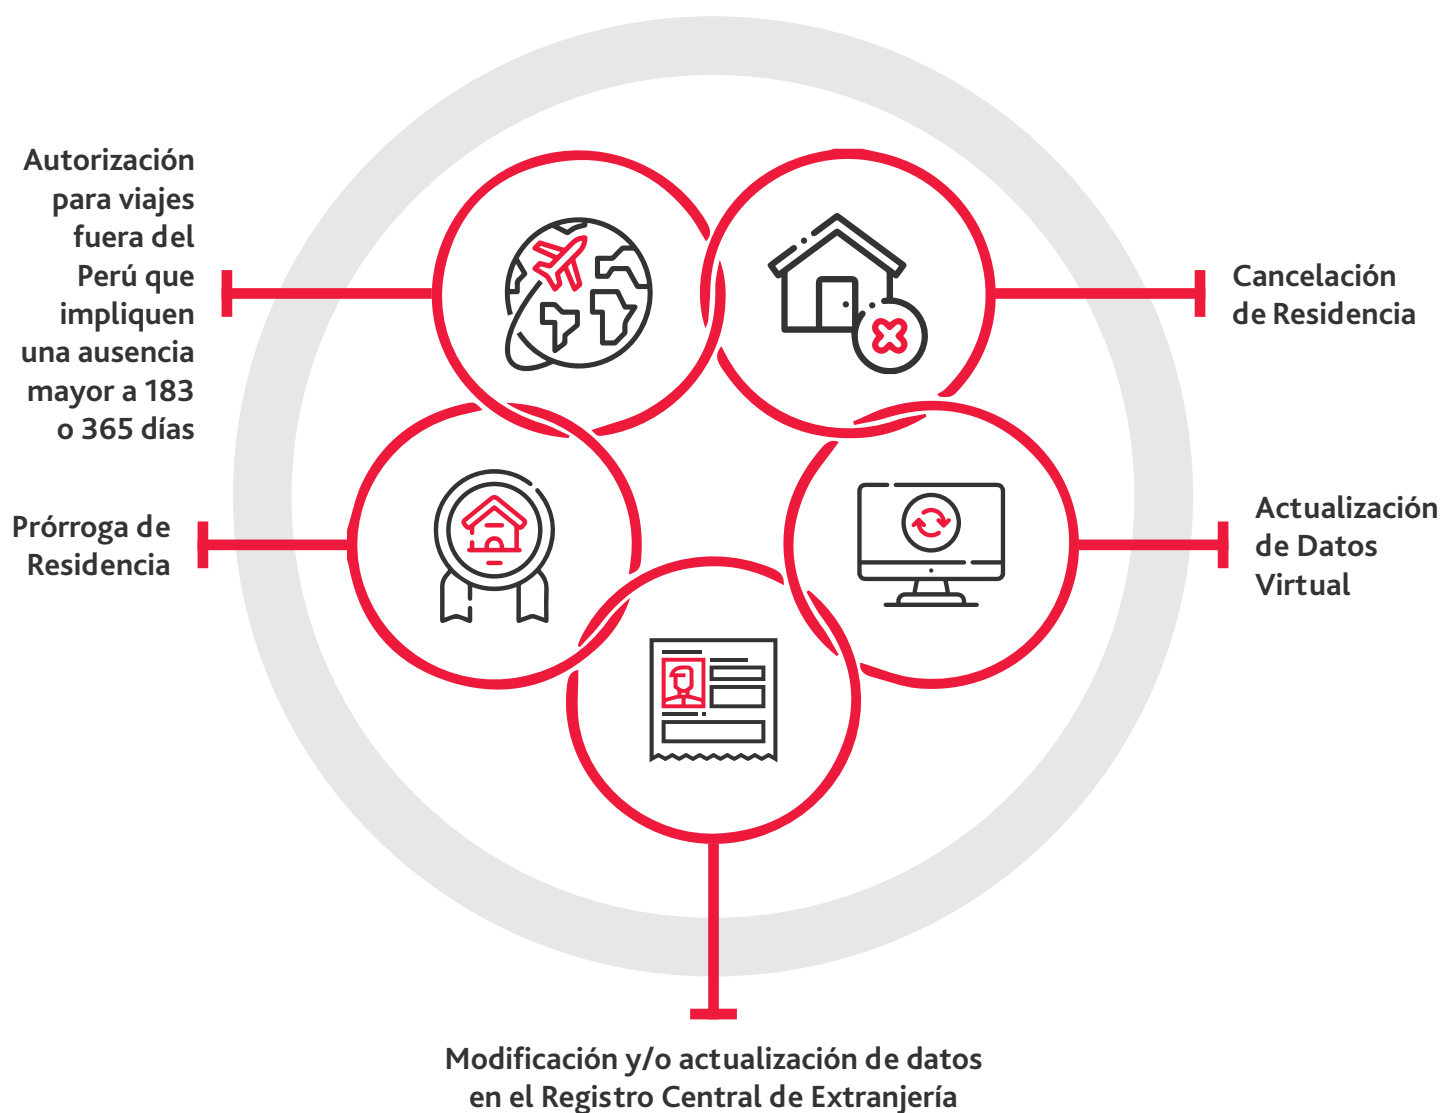 Autorización
para viajes
fuera del
Perú que
impliquen
una ausencia
mayor a 183
o 365 días
Cancelación
de Residencia
Prórroga de
Residencia
Actualización
de Datos
Virtual
Modificación y/o actualización de datos
en el Registro Central de Extranjería